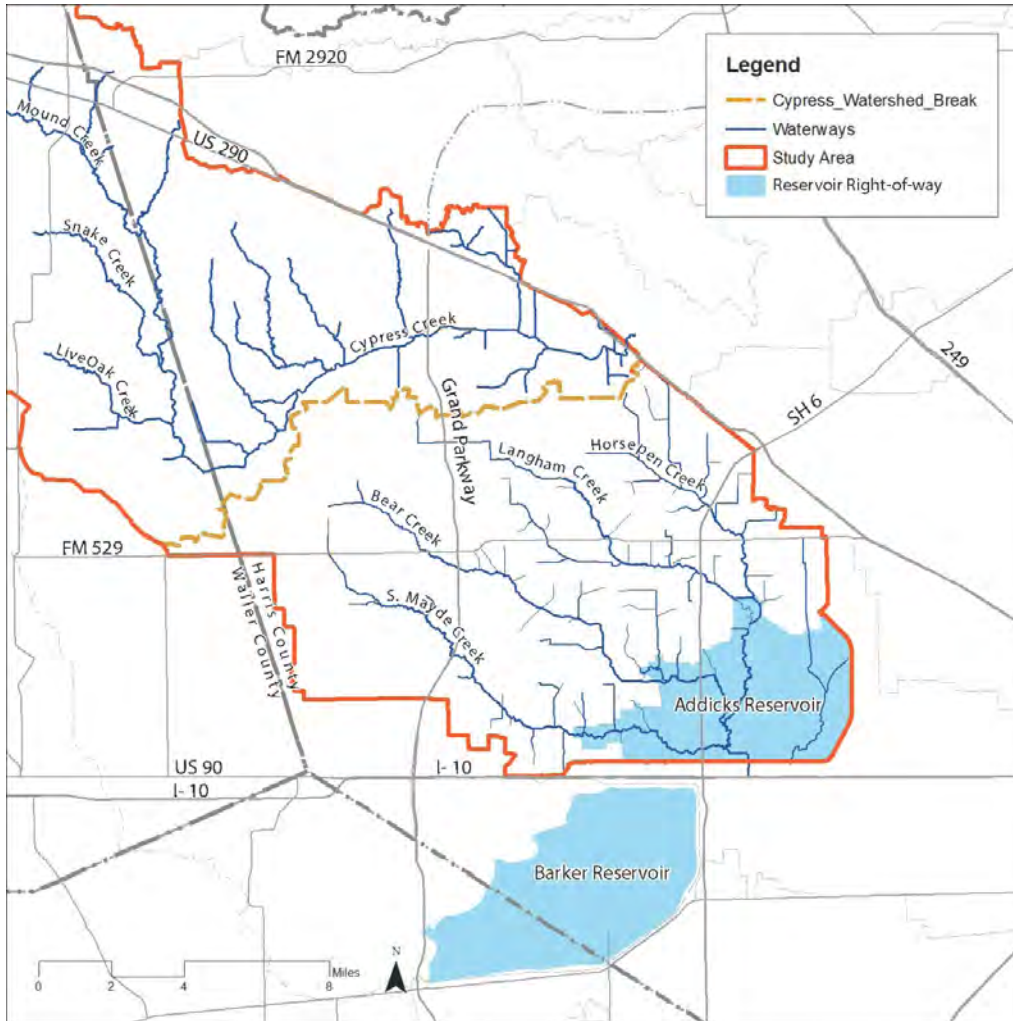 FM 2920
Legend
Cypress_Watershed_Break
Waterways
Study Area
Reservoir Right-of-way
Mound Creek
US 290
Snake Creek
Cypress Creek
LiveOak Creek
249
SH 6
Grand Parkway
Horsepen Creek
Langham Creek
Bear Creek
FM 529
Harris County
Waller County
S. Mayde Creek
Addicks Reservoir
US 90
I- 10
I- 10
Barker Reservoir
N
Miles
0 2 4 8